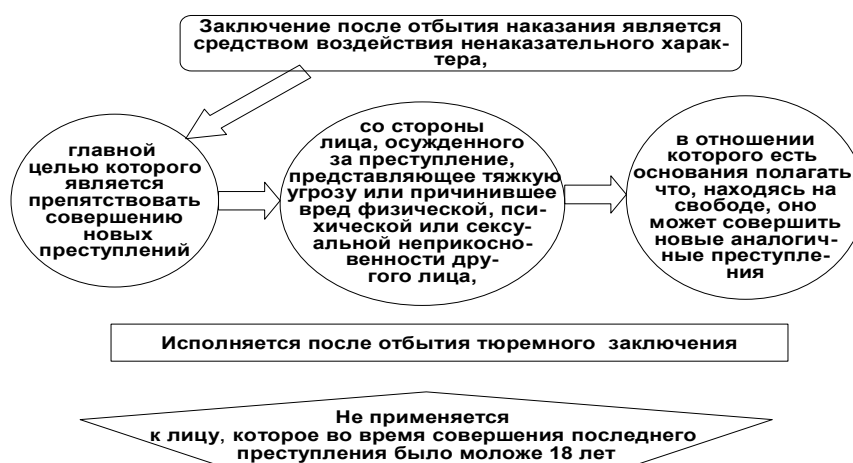 Заключение после отбытия наказания является
средством воздействия ненаказательного харак-
тера,
главной
целью которого
является
препятствовать
совершению
новых
преступлений
со стороны
лица, осужденного
за преступление,
представляющее тяжкую
угрозу или причинившее
вред физической, пси-
хической или сексу-
альной неприкосно-
венности дру-
гого лица,
в отношении
которого есть
основания полагать
что, находясь на
свободе, оно
может совершить
новые аналогич-
ные преступле-
ния
Исполняется после отбытия тюремного заключения
Не применяется
к лицу, которое во время совершения последнего
преступления было моложе 18 лет